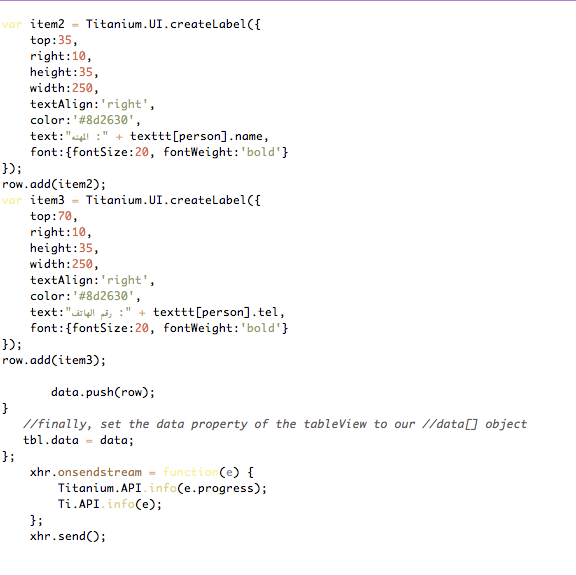 var item2 = Titanium.UI.createLabel({
top:35,
right:10,
height:35,
width:250,
textAlign:'right',
color:'#8d2630',
text:"المهنه :" + texttt[person].name,
font:{fontSize:20, fontWeight:'bold'}
});
row.add(item2);
var item3 = Titanium.UI.createLabel({
top:70,
right:10,
height:35,
width:250,
textAlign:'right',
color:'#8d2630',
text:"رقم الهاتف :" + texttt[person].tel,
font:{fontSize:20, fontWeight:'bold'}
});
row.add(item3);
data.push(row);
}
//finally, set the data property of the tableView to our //data[] object
tbl.data = data;
};
xhr.onsendstream = function(e) {
Titanium.API.info(e.progress);
Ti.API.info(e);
};
xhr.send();